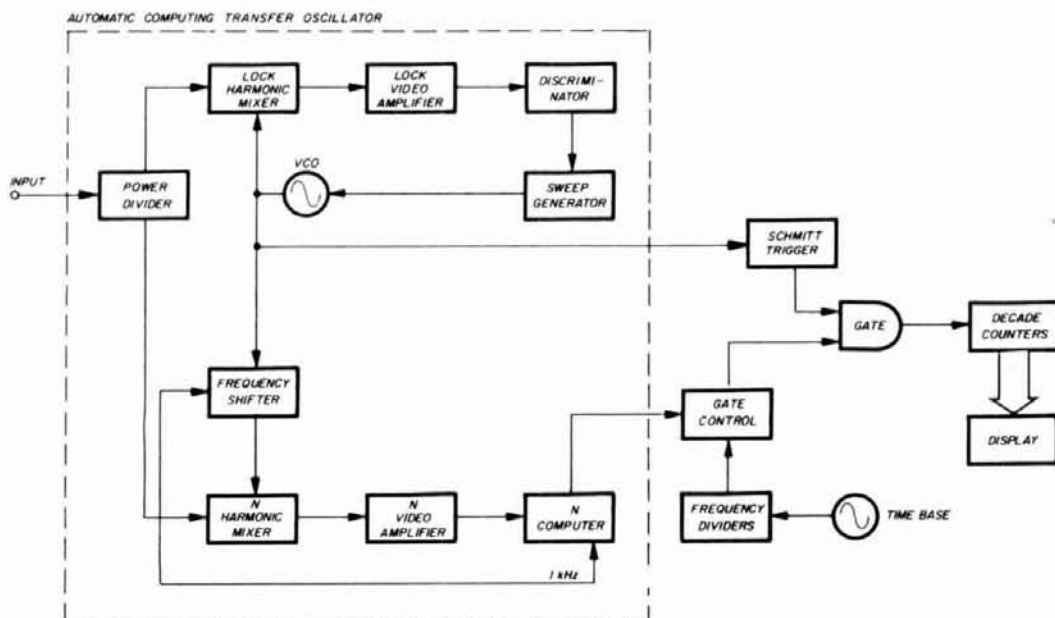 AUTOMATIC COMPUTING TRANSFER OSCILLATOR
LOCK
HARMONIC
MIXER
LOCK
VIDEO
AMPLIFIER
DISCRIMI-
NATOR
INPUT
POWER
DIVIDER
VCO
SWEEP
GENERATOR
SCHMITT
TRIGGER
GATE
DECADE
COUNTERS
FREQUENCY
SHIFTER
GATE
CONTROL
DISPLAY
N
HARMONIC
MIXER
N
VIDEO
AMPLIFIER
N
COMPUTER
FREQUENCY
DIVIDERS
TIME BASE
1 kHz